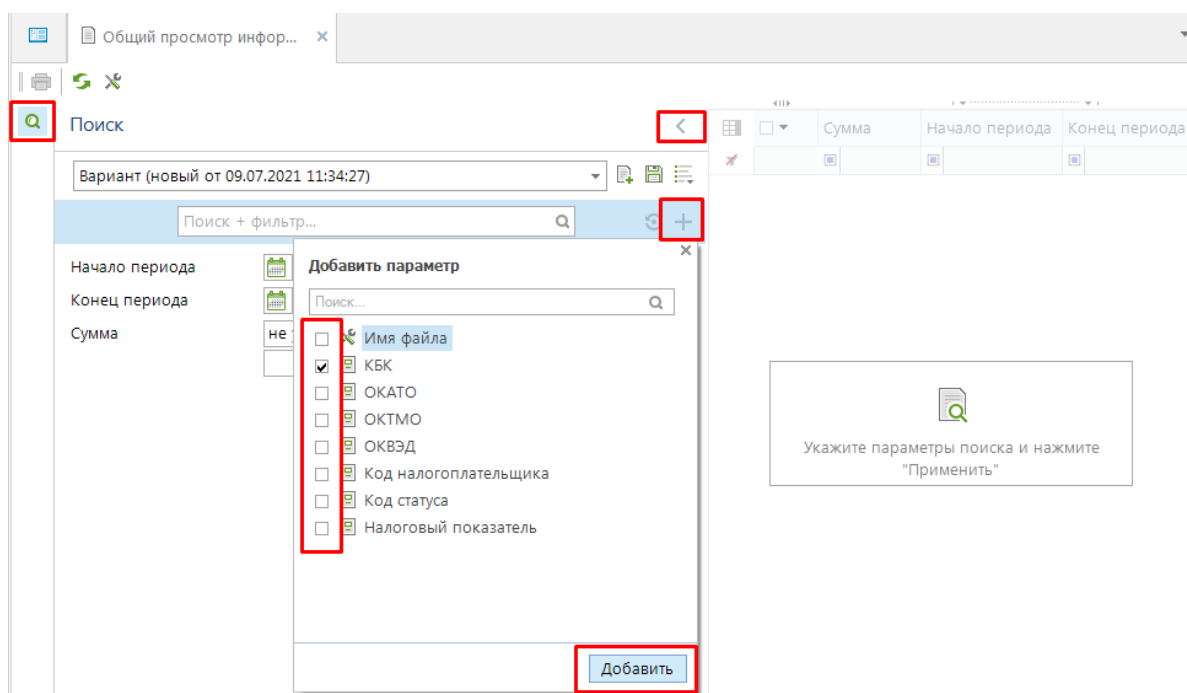 Общий просмотр инфор...
Поиск
Сумма
Начало периода
Конец периода
Вариант (новый от 09.07.2021 11:34:27)
Поиск + фильтр...
Начало периода
Конец периода
Сумма
не
Добавить параметр
Поиск...
Имя файла
КБК
ОКАТО
ОКТМО
ОКВЭД
Код налогоплательщика
Код статуса
Налоговый показатель
Добавить
Укажите параметры поиска и нажмите
"Применить"